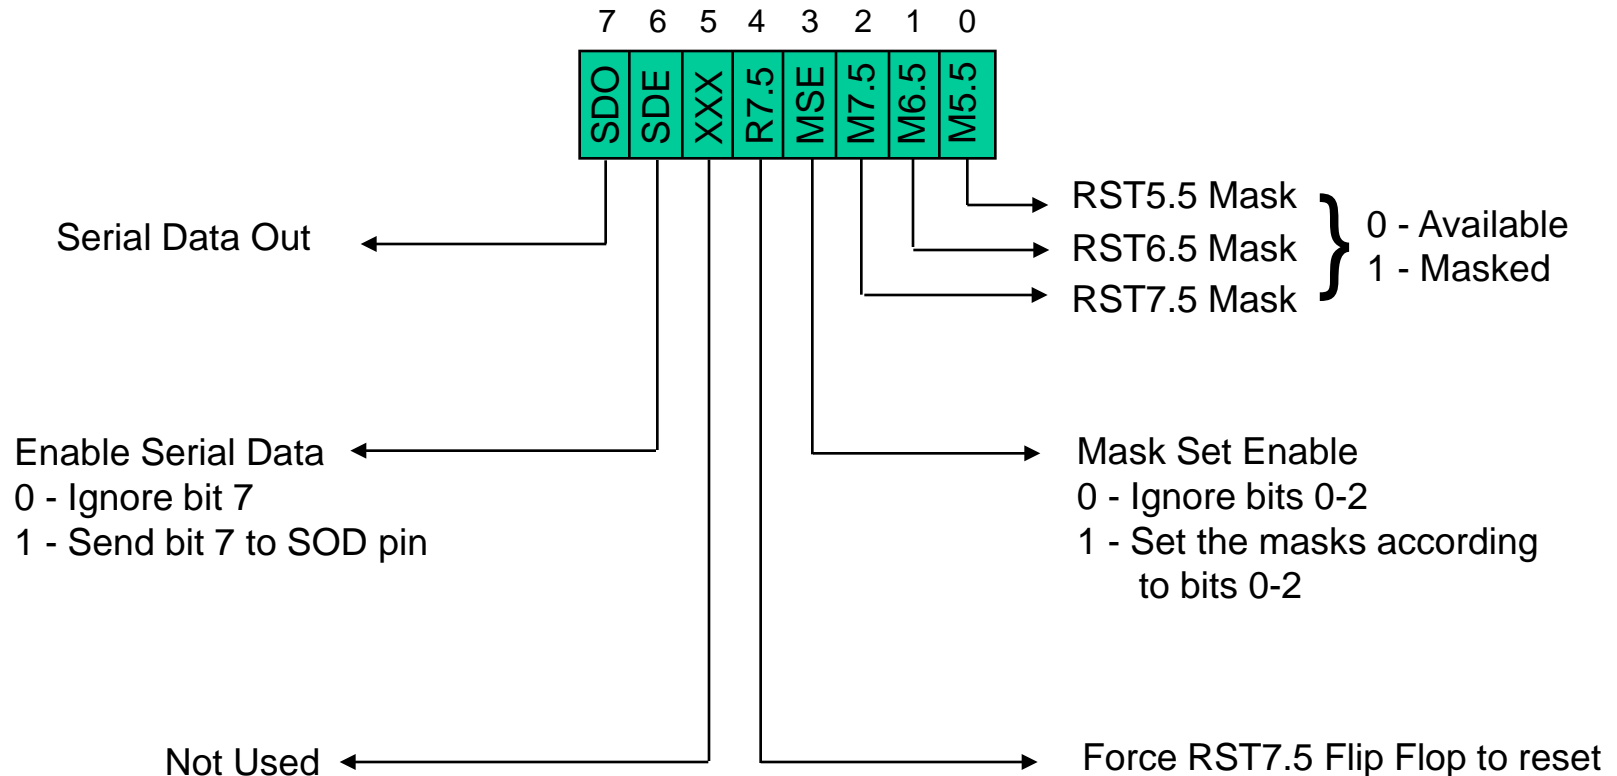 7 6 5 4 3 2 1 0
SDO SDE XXX R7.5 MSE M7.5 M6.5 M5.5
Serial Data Out
RST5.5 Mask
RST6.5 Mask
RST7.5 Mask
}
0 - Available
1 - Masked
Enable Serial Data
0 - Ignore bit 7
1 - Send bit 7 to SOD pin
Mask Set Enable
0 - Ignore bits 0-2
1 - Set the masks according
to bits 0-2
Not Used
Force RST7.5 Flip Flop to reset